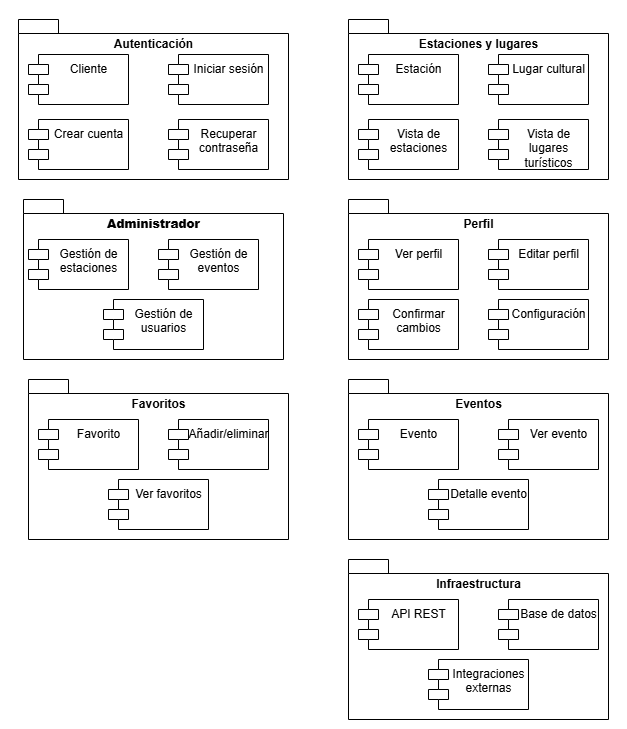 Autenticación
Cliente
Iniciar sesión
Crear cuenta
Recuperar
contraseña
Estaciones y lugares
Estación
Lugar cultural
Vista de
estaciones
Vista de
lugares
turísticos
Administrador
Gestión de
estaciones
Gestión de
eventos
Gestión de
usuarios
Perfil
Ver perfil
Editar perfil
Confirmar
cambios
Configuración
Favoritos
Favorito
Añadir/eliminar
Ver favoritos
Eventos
Evento
Ver evento
Detalle evento
Infraestructura
API REST
Base de datos
Integraciones
externas